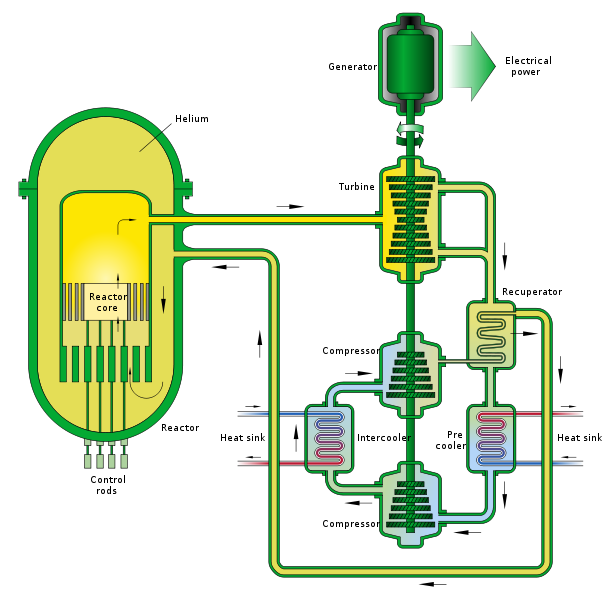 Generator
Electrical
power
Helium
Turbine
Recuperator
Reactor
core
Compressor
Reactor
Heat sink
Intercooler
Pre
cooler
Heat sink
Control
rods
Compressor